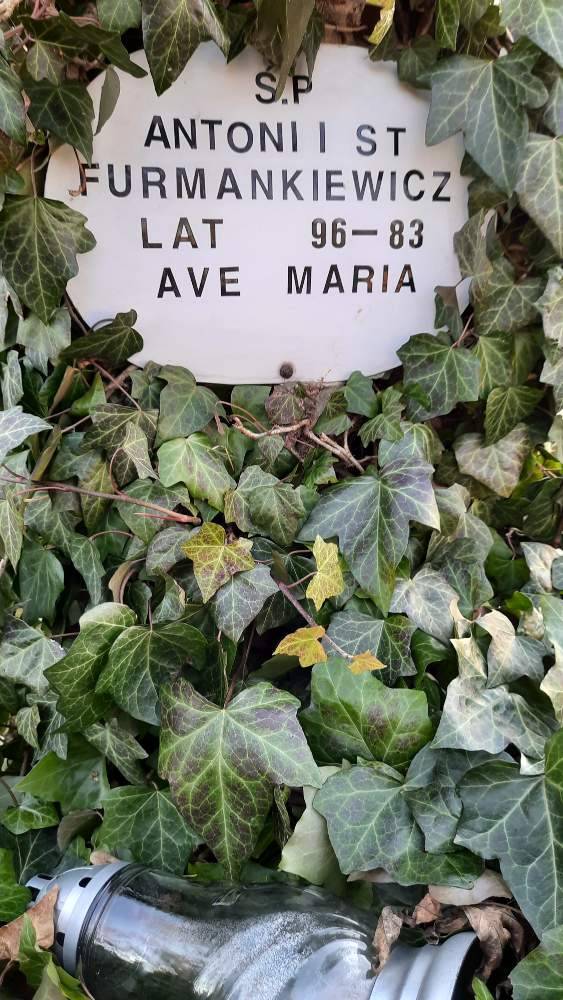 Ś.P
ANTONI I ST
FURMANKIEWICZ
LAT 96-83
AVE MARIA